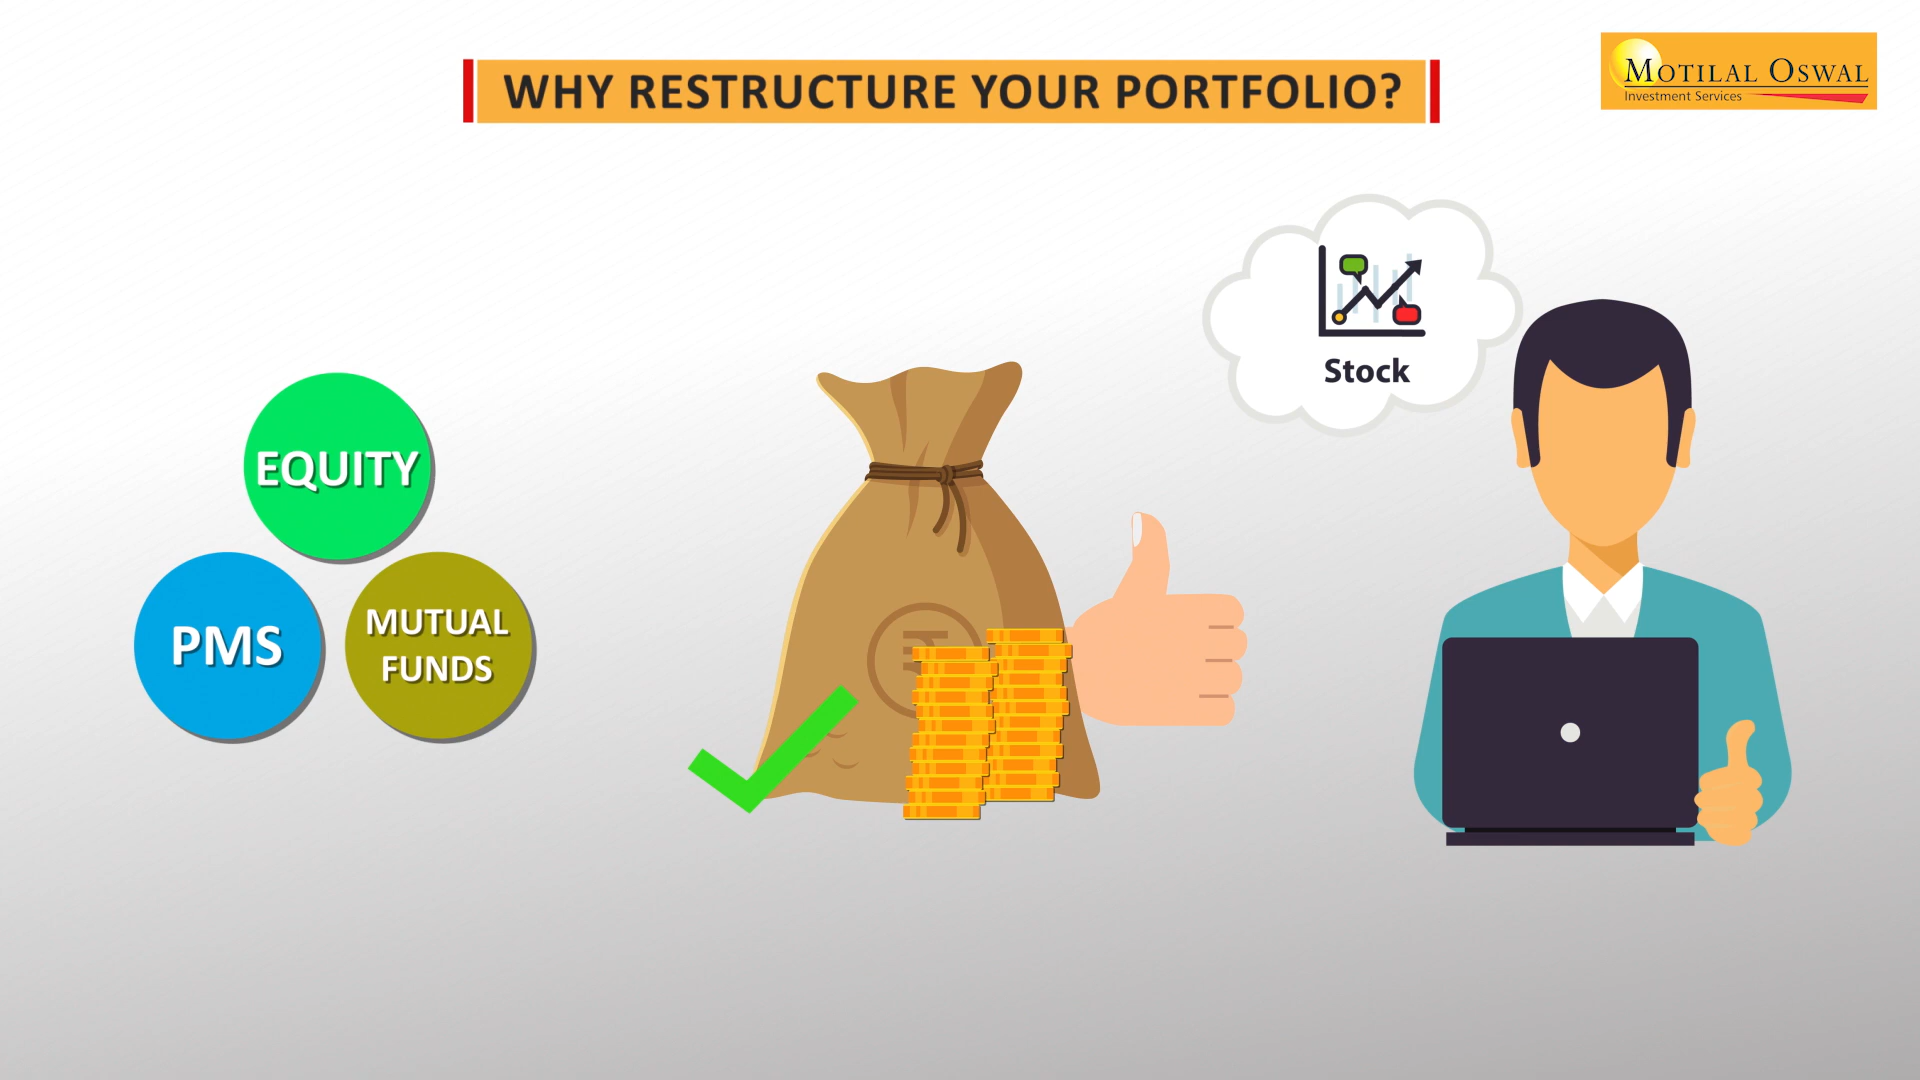 WHY RESTRUCTURE YOUR PORTFOLIO?
MOTILAL OSWAL
Investment Services
Stock
EQUITY
PMS
MUTUAL
FUNDS
₹